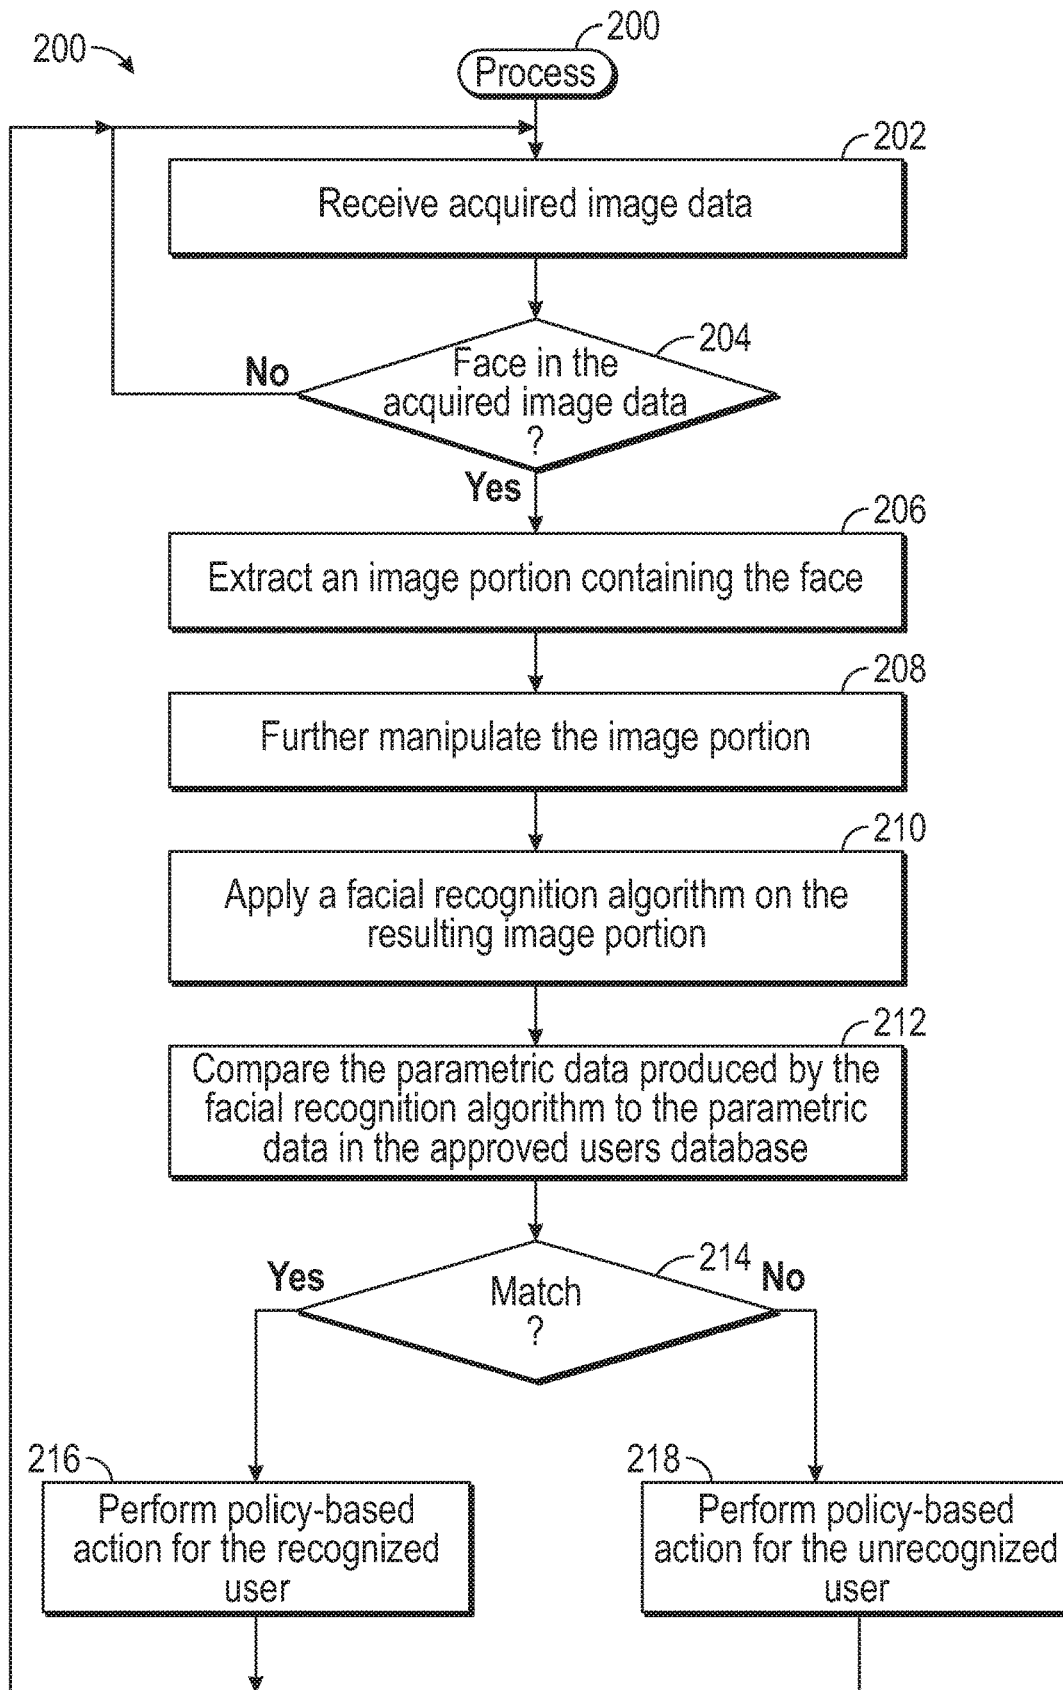 200
200
Process
202
Receive acquired image data
204
Face in the
acquired image data
?
No
Yes
206
Extract an image portion containing the face
208
Further manipulate the image portion
210
Apply a facial recognition algorithm on the
resulting image portion
212
Compare the parametric data produced by the
facial recognition algorithm to the parametric
data in the approved users database
214
Yes
No
Match
?
216
Perform policy-based
action for the recognized
user
218
Perform policy-based
action for the unrecognized
user